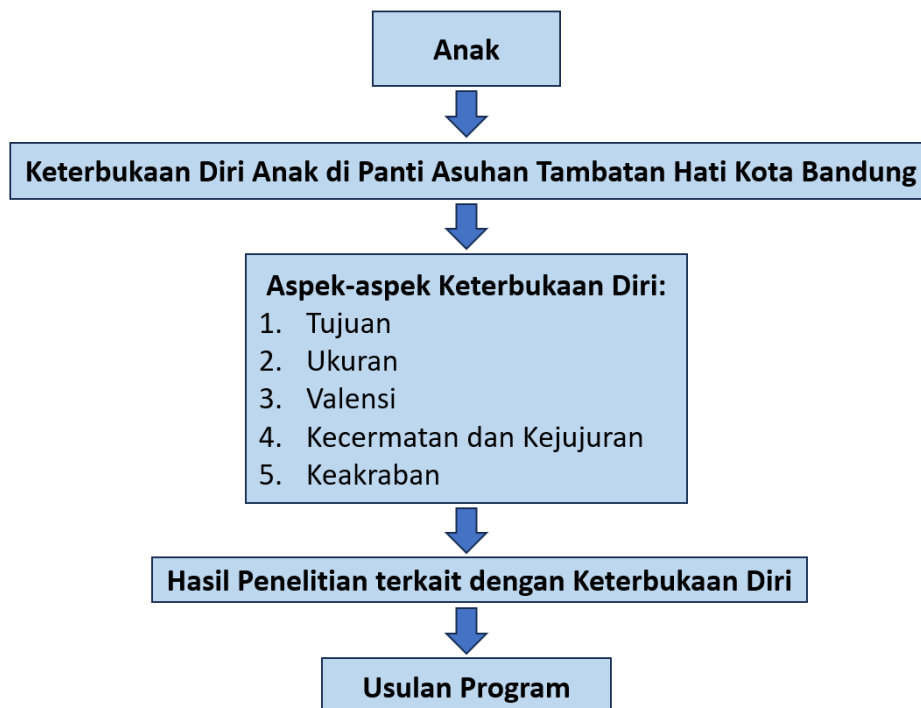 Anak
Keterbukaan Diri Anak di Panti Asuhan Tambatan Hati Kota Bandung
Aspek-aspek Keterbukaan Diri:
1. Tujuan
2. Ukuran
3. Valensi
4. Kecermatan dan Kejujuran
5. Keakraban
Hasil Penelitian terkait dengan Keterbukaan Diri
Usulan Program